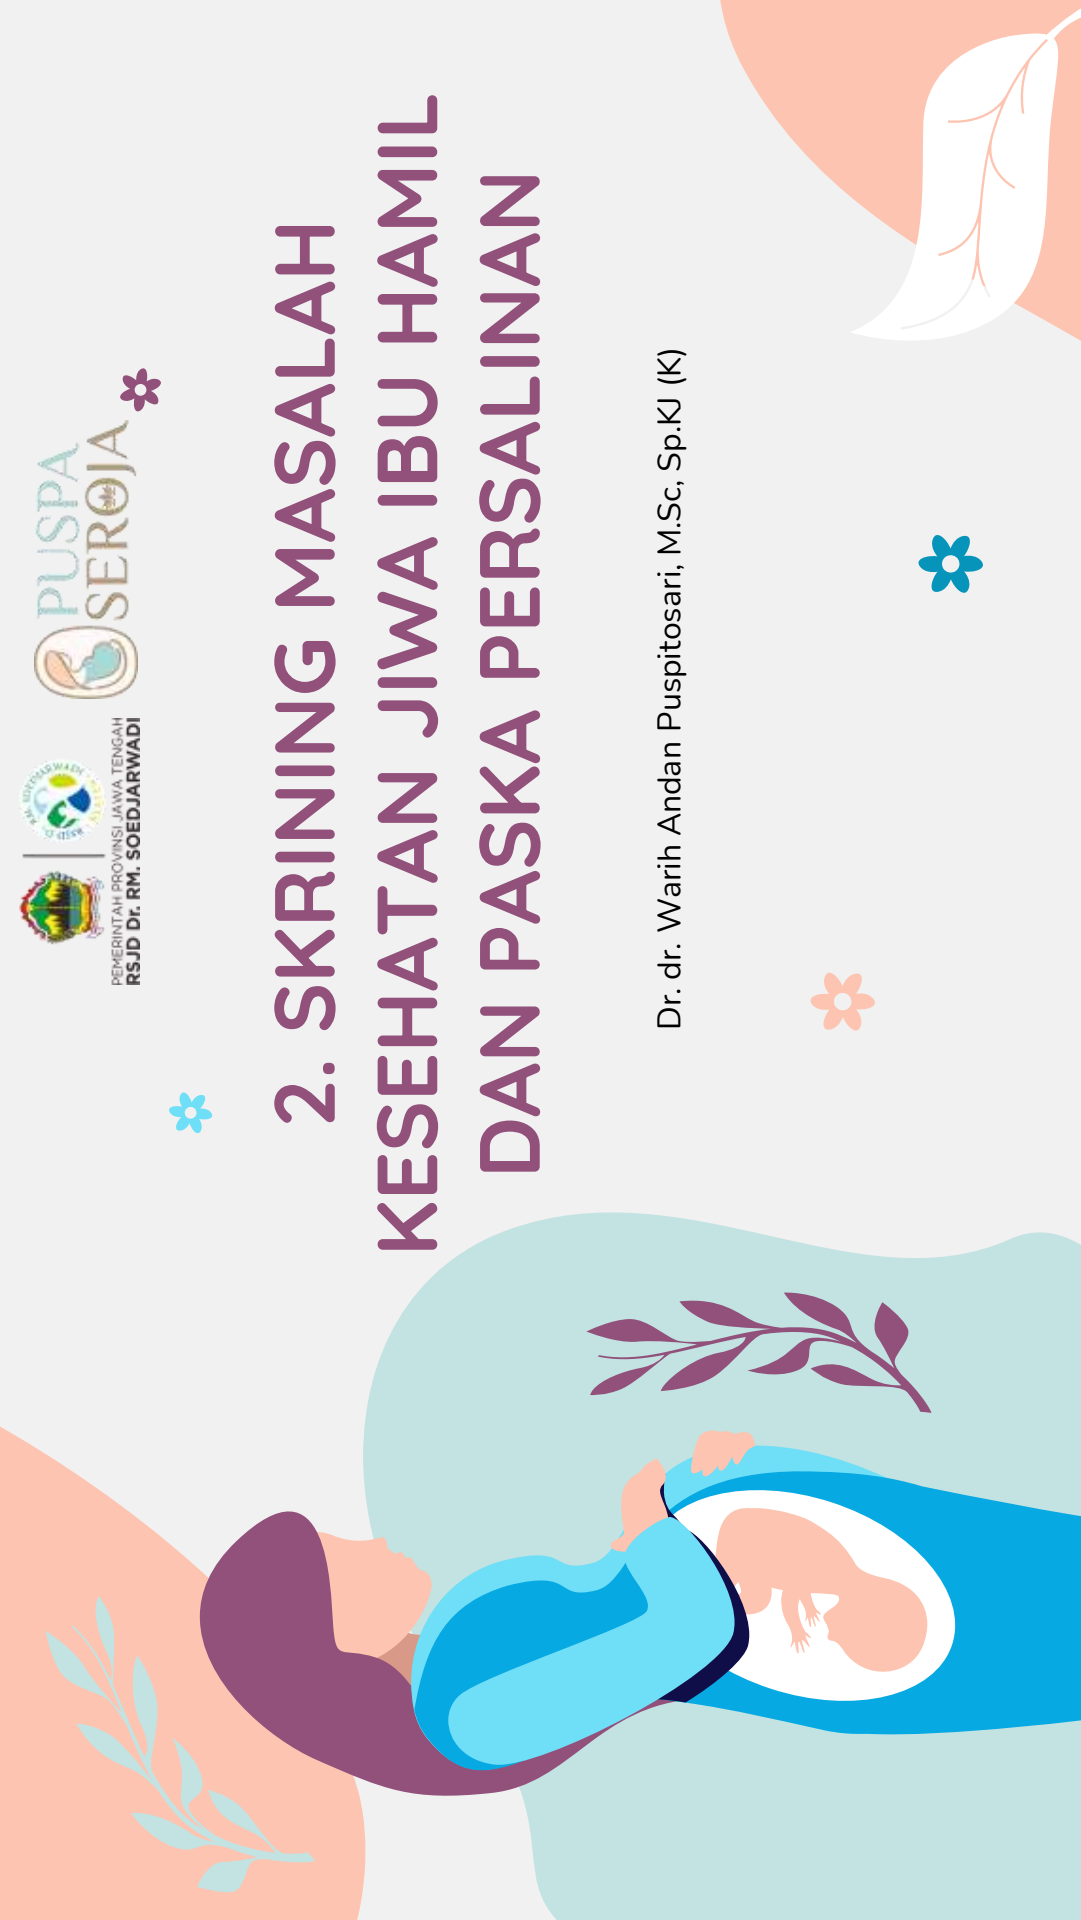 PEMERINTAH PROVINSI JAWA TENGAH
RSJD Dr. RM. SOEDJARWADI
PUSPA
SEROJA
2. SKRINING MASALAH
KESEHATAN JIWA IBU HAMIL
DAN PASKA PERSALINAN
Dr. dr. Warih Andan Puspitosari, M.Sc, Sp.KJ (K)